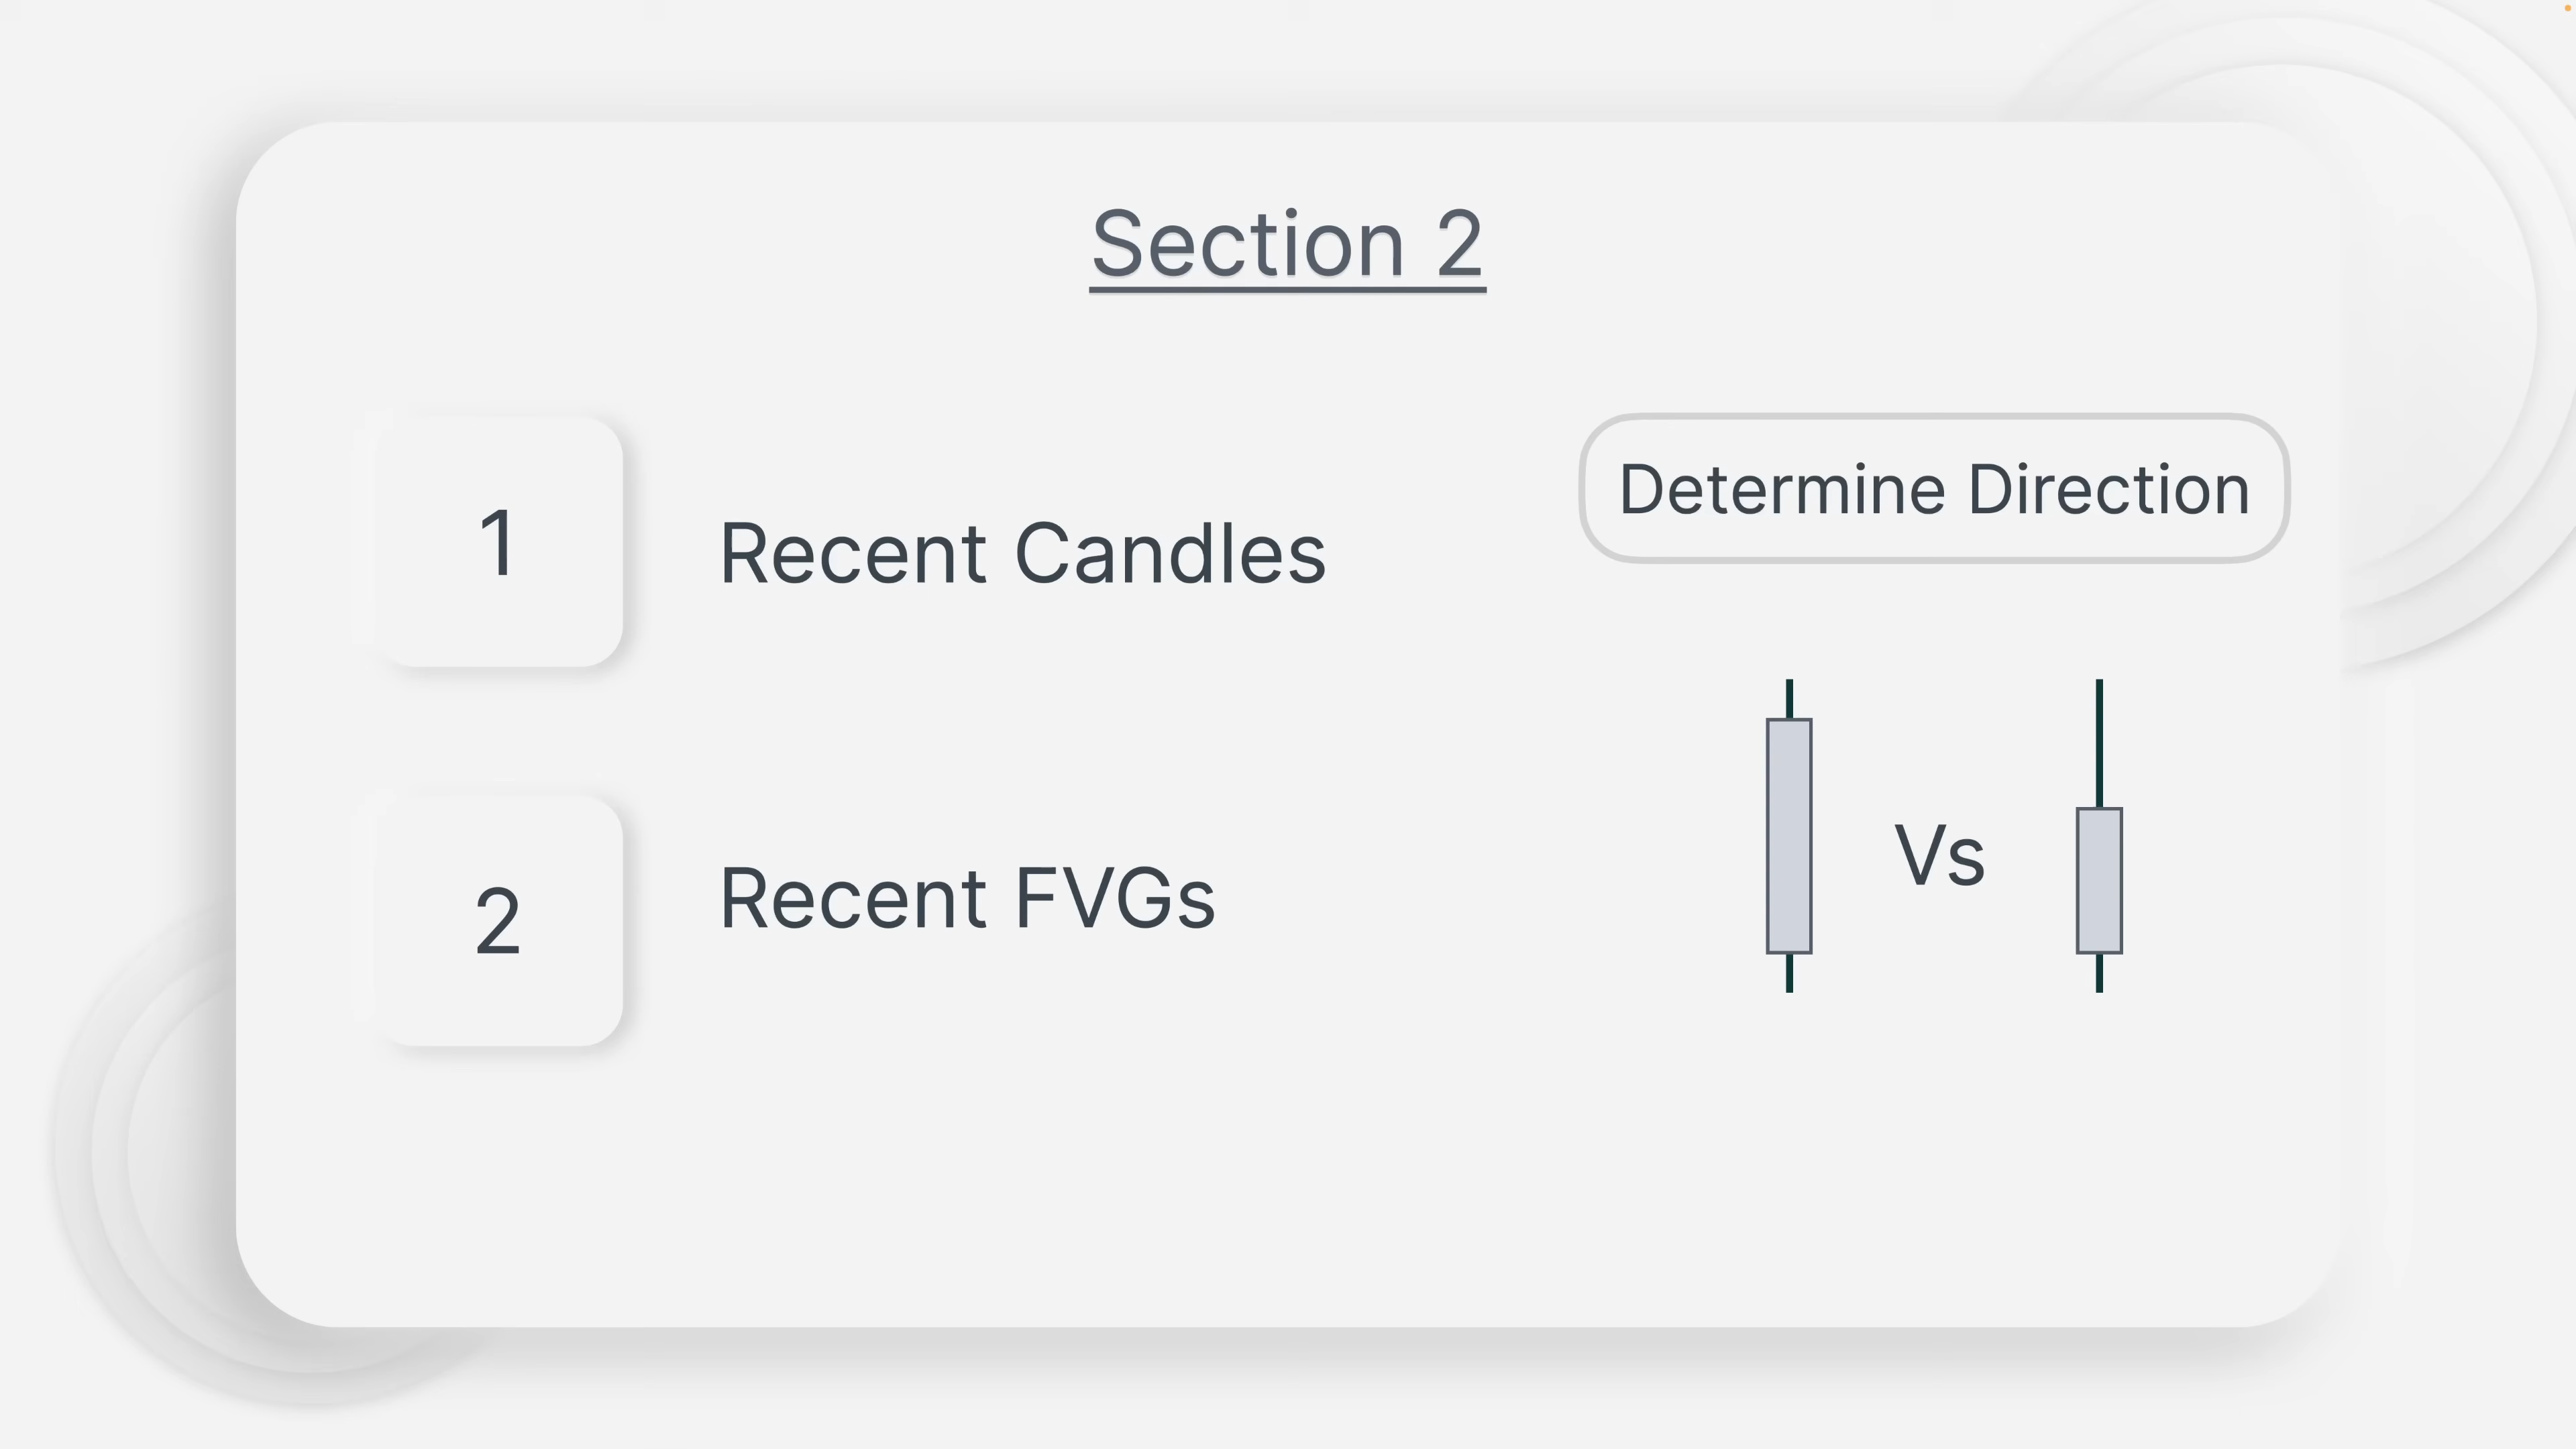 Section 2
1
Recent Candles
2
Recent FVGs
Determine Direction
Vs